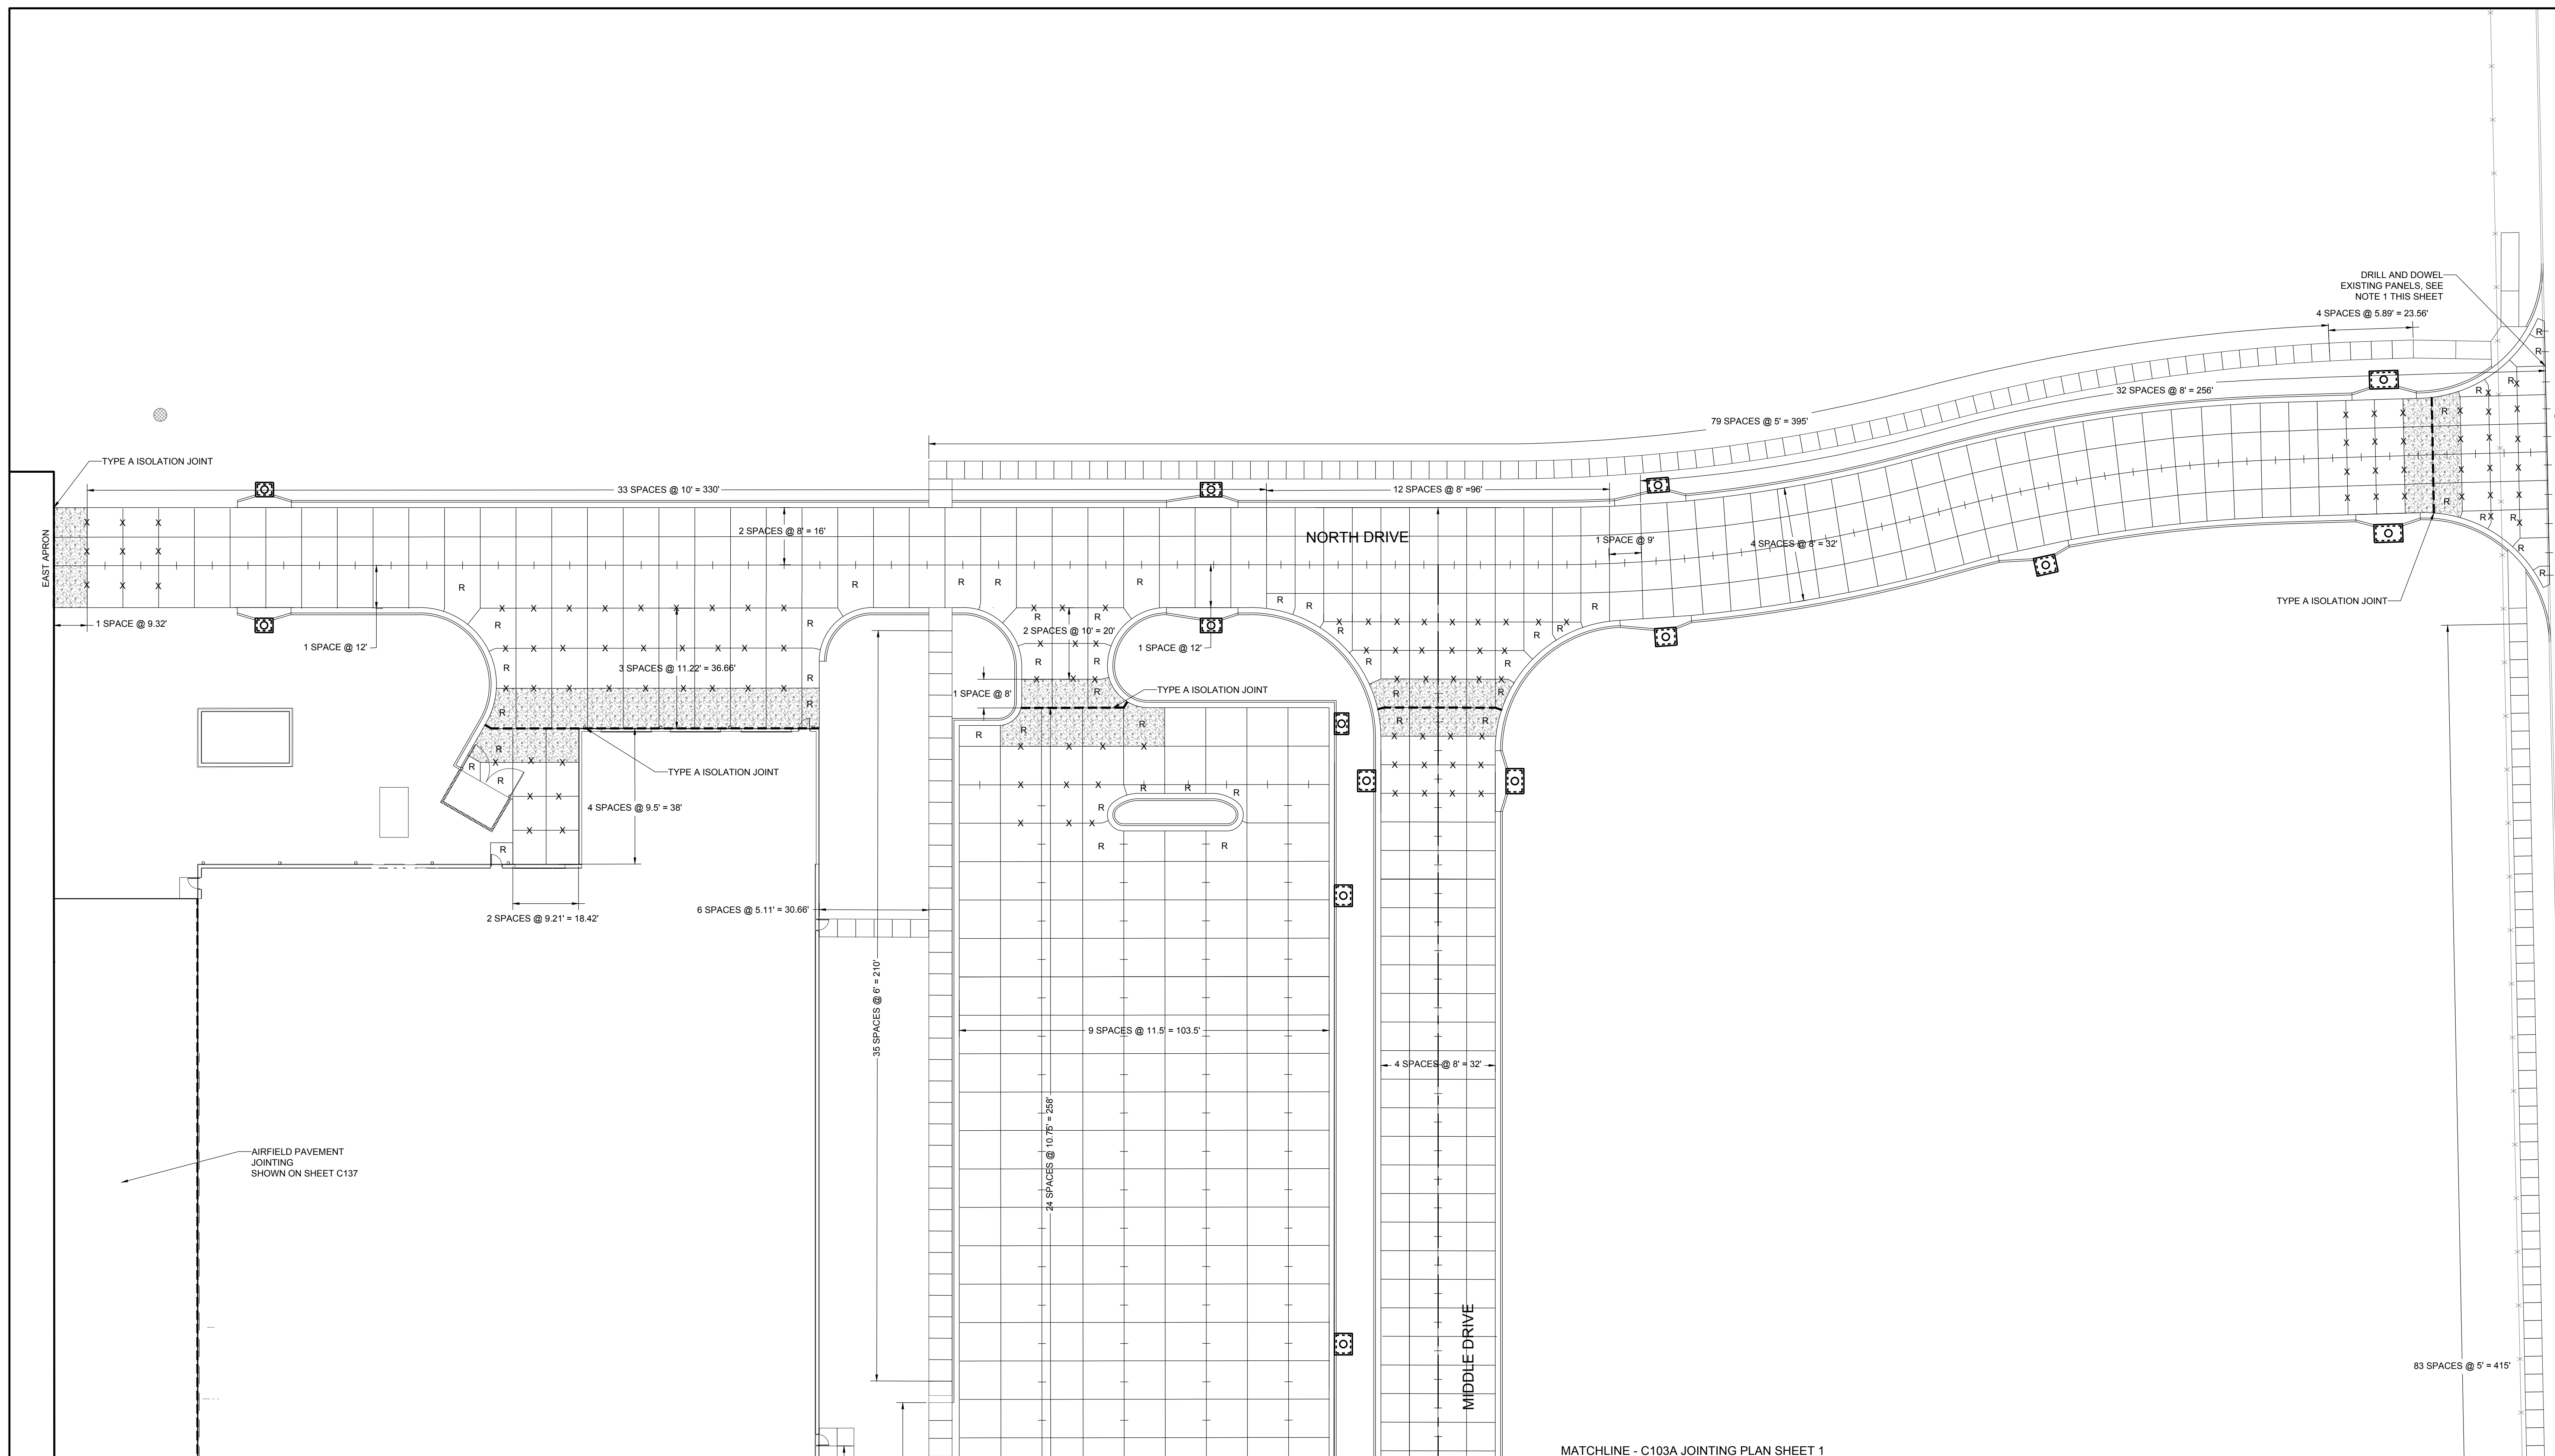 DRILL AND DOWEL
EXISTING PANELS, SEE
NOTE 1 THIS SHEET
4 SPACES @ 5.89' = 23.56'
32 SPACES @ 8' = 256'
79 SPACES @ 5' = 395'
TYPE A ISOLATION JOINT
33 SPACES @ 10' = 330'
12 SPACES @ 8' =96'
2 SPACES @ 8' = 16'
NORTH DRIVE
1 SPACE @ 9'
4 SPACES @ 8' = 32'
EAST APRON
TYPE A ISOLATION JOINT
1 SPACE @ 9.32'
1 SPACE @ 12'
2 SPACES @ 10' = 20'
1 SPACE @ 12'
3 SPACES @ 11.22' = 36.66'
1 SPACE @ 8'
TYPE A ISOLATION JOINT
TYPE A ISOLATION JOINT
4 SPACES @ 9.5' = 38'
2 SPACES @ 9.21' = 18.42'
6 SPACES @ 5.11' = 30.66'
35 SPACES @ 6' = 210'
9 SPACES @ 11.5' = 103.5'
4 SPACES @ 8' = 32'
24 SPACES @ 10.75' = 258'
AIRFIELD PAVEMENT
JOINTING
SHOWN ON SHEET C137
MIDDLE DRIVE
83 SPACES @ 5' = 415'
MATCHLINE - C103A JOINTING PLAN SHEET 1